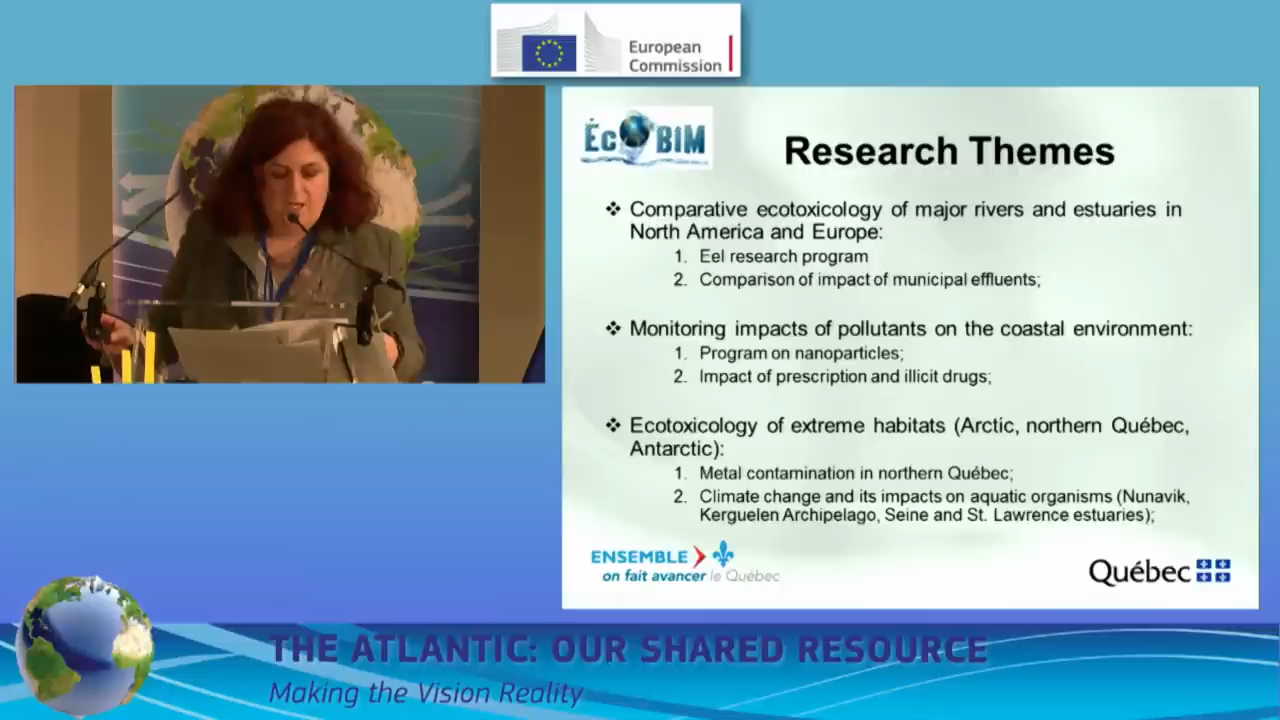 European
Commission
ÉcOBIM
Research Themes
❖ Comparative ecotoxicology of major rivers and estuaries in
North America and Europe:
1. Eel research program
2. Comparison of impact of municipal effluents;
❖ Monitoring impacts of pollutants on the coastal environment:
1. Program on nanoparticles;
2. Impact of prescription and illicit drugs;
❖ Ecotoxicology of extreme habitats (Arctic, northern Québec,
Antarctic):
1. Metal contamination in northern Québec;
2. Climate change and its impacts on aquatic organisms (Nunavik,
Kerguelen Archipelago, Seine and St. Lawrence estuaries);
ENSEMBLE
on fait avancer le Québec
Québec
THE ATLANTIC: OUR SHARED RESOURCE
Making the Vision Reality